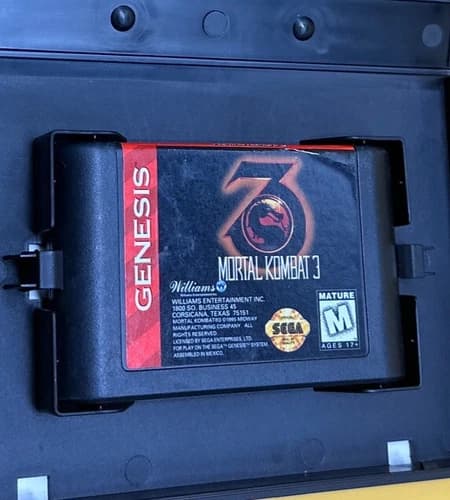 GENESIS
3
MORTAL KOMBAT 3
Williams
WILLIAMS ENTERTAINMENT INC.
1800 SO. BUSINESS 45
CORSICANA, TEXAS 75151
MORTAL KOMBAT®3 ©1995 MIDWAY
MANUFACTURING COMPANY. ALL
RIGHTS RESERVED.
LICENSED BY SEGA ENTERPRISES, LTD.
FOR PLAY ON THE SEGA™ GENESIS™ SYSTEM.
ASSEMBLED IN MEXICO.
SEGA
MATURE
M
AGES 17+